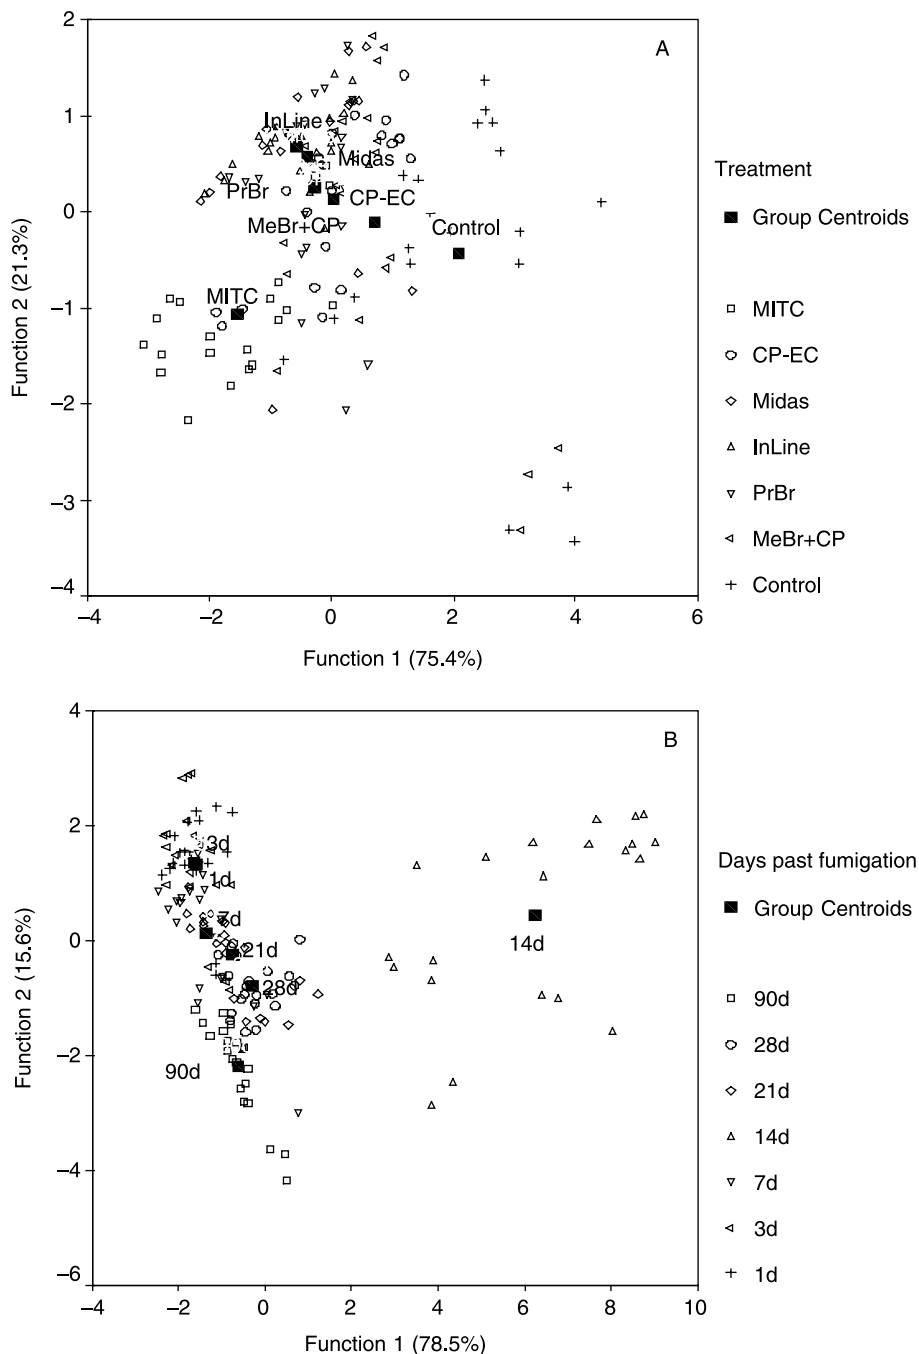 2
1
0
−1
−2
−3
−4
−4
−2
0
2
4
6
Function 2 (21.3%)
Function 1 (75.4%)
A
InLine
Midas
PrBr
CP-EC
MeBr+CP
Control
MITC
Treatment
Group Centroids
MITC
CP-EC
Midas
InLine
PrBr
MeBr+CP
Control
4
2
0
−2
−4
−6
−4
−2
0
2
4
6
8
10
Function 2 (15.6%)
Function 1 (78.5%)
B
3d
1d
7d
21d
28d
90d
14d
Days past fumigation
Group Centroids
90d
28d
21d
14d
7d
3d
1d